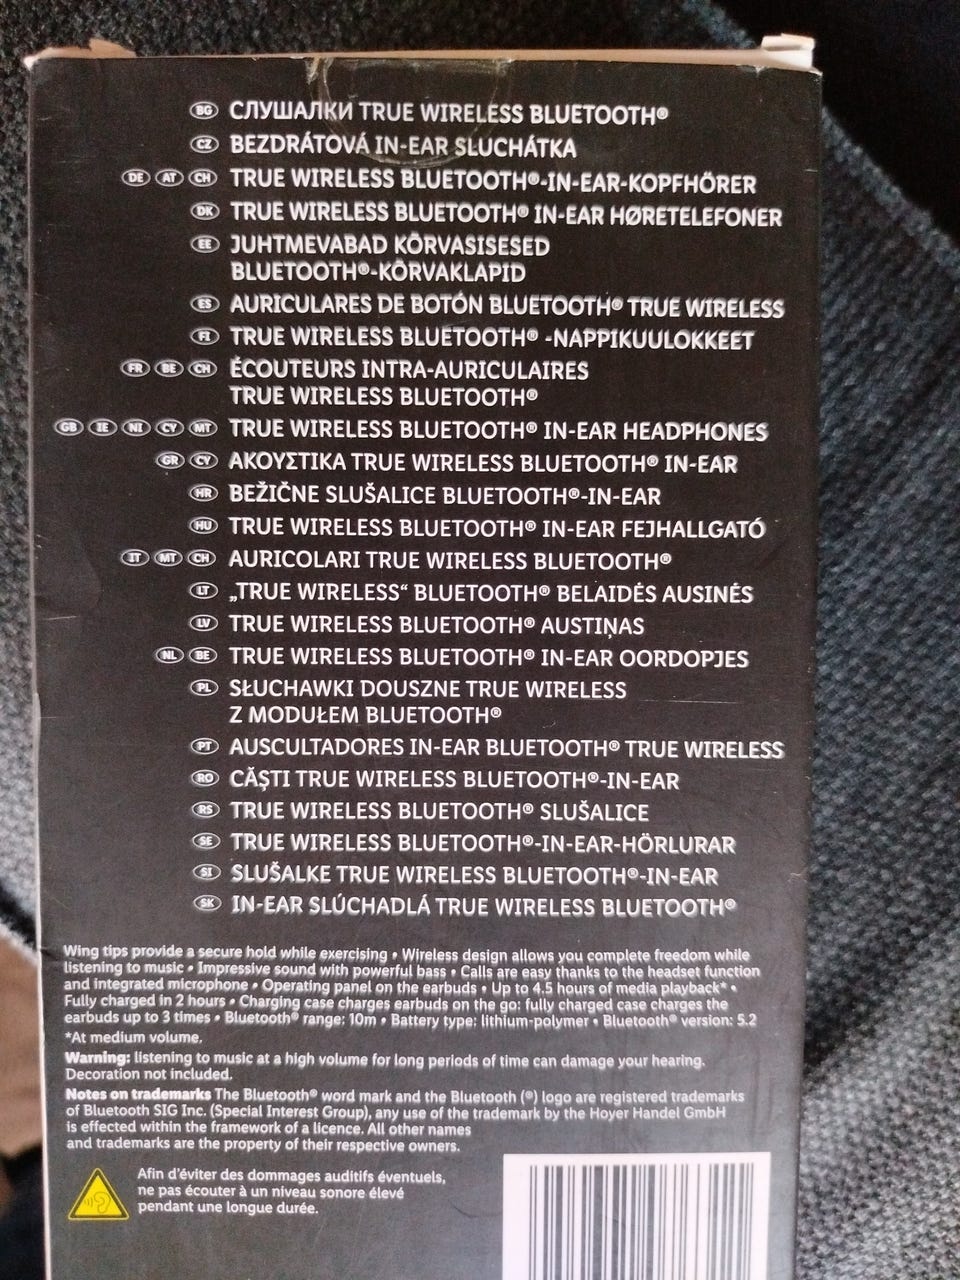 BG СЛУШАЛКИ TRUE WIRELESS BLUETOOTH®
CZ BEZDRÁTOVÁ IN-EAR SLUCHÁTKA
DE AT CH TRUE WIRELESS BLUETOOTH®-IN-EAR-KOPFHÖRER
DK TRUE WIRELESS BLUETOOTH® IN-EAR HØRETELEFONER
EE JUHTMEVABAD KÕRVASISESED
BLUETOOTH®-KÕRVAKLAPID
ES AURICULARES DE BOTÓN BLUETOOTH® TRUE WIRELESS
FI TRUE WIRELESS BLUETOOTH® -NAPPIKUULOKKEET
FR BE CH ÉCOUTEURS INTRA-AURICULAIRES
TRUE WIRELESS BLUETOOTH®
GB IE NI CY MT TRUE WIRELESS BLUETOOTH® IN-EAR HEADPHONES
GR CY ΑΚΟΥΣΤΙΚΑ TRUE WIRELESS BLUETOOTH® IN-EAR
HR BEŽIČNE SLUŠALICE BLUETOOTH®-IN-EAR
HU TRUE WIRELESS BLUETOOTH® IN-EAR FEJHALLGATÓ
IT MT CH AURICOLARI TRUE WIRELESS BLUETOOTH®
LT „TRUE WIRELESS“ BLUETOOTH® BELAIDĖS AUSINĖS
LV TRUE WIRELESS BLUETOOTH® AUSTIŅAS
NL BE TRUE WIRELESS BLUETOOTH® IN-EAR OORDOPJES
PL SŁUCHAWKI DOUSZNE TRUE WIRELESS
Z MODUŁEM BLUETOOTH®
PT AUSCULTADORES IN-EAR BLUETOOTH® TRUE WIRELESS
RO CĂȘTI TRUE WIRELESS BLUETOOTH®-IN-EAR
RS TRUE WIRELESS BLUETOOTH® SLUŠALICE
SE TRUE WIRELESS BLUETOOTH®-IN-EAR-HÖRLURAR
SI SLUŠALKE TRUE WIRELESS BLUETOOTH®-IN-EAR
SK IN-EAR SLÚCHADLÁ TRUE WIRELESS BLUETOOTH®
Wing tips provide a secure hold while exercising • Wireless design allows you complete freedom while
listening to music • Impressive sound with powerful bass • Calls are easy thanks to the headset function
and integrated microphone • Operating panel on the earbuds • Up to 4.5 hours of media playback* •
Fully charged in 2 hours • Charging case charges earbuds on the go: fully charged case charges the
earbuds up to 3 times • Bluetooth® range: 10m • Battery type: lithium-polymer • Bluetooth® version: 5.2
*At medium volume.
Warning: listening to music at a high volume for long periods of time can damage your hearing.
Decoration not included.
Notes on trademarks The Bluetooth® word mark and the Bluetooth (®) logo are registered trademarks
of Bluetooth SIG Inc. (Special Interest Group), any use of the trademark by the Hoyer Handel GmbH
is effected within the framework of a licence. All other names
and trademarks are the property of their respective owners.
Afin d'éviter des dommages auditifs éventuels,
ne pas écouter à un niveau sonore élevé
pendant une longue durée.